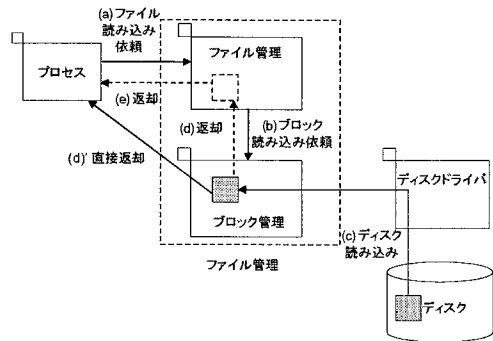 (a)ファイル
読み込み
依頼
ファイル管理
プロセス
(e)返却
(d)返却
(b)ブロック
読み込み依頼
(d)' 直接返却
ディスクドライバ
ブロック管理
(c)ディスク
読み込み
ファイル管理
ディスク